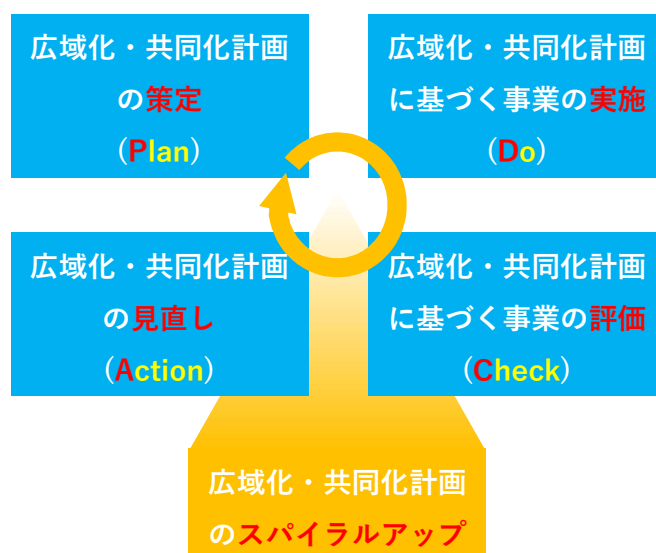 広域化・共同化計画
の策定
(Plan)
広域化・共同化計画
に基づく事業の実施
(Do)
広域化・共同化計画
の見直し
(Action)
広域化・共同化計画
に基づく事業の評価
(Check)
広域化・共同化計画
のスパイラルアップ